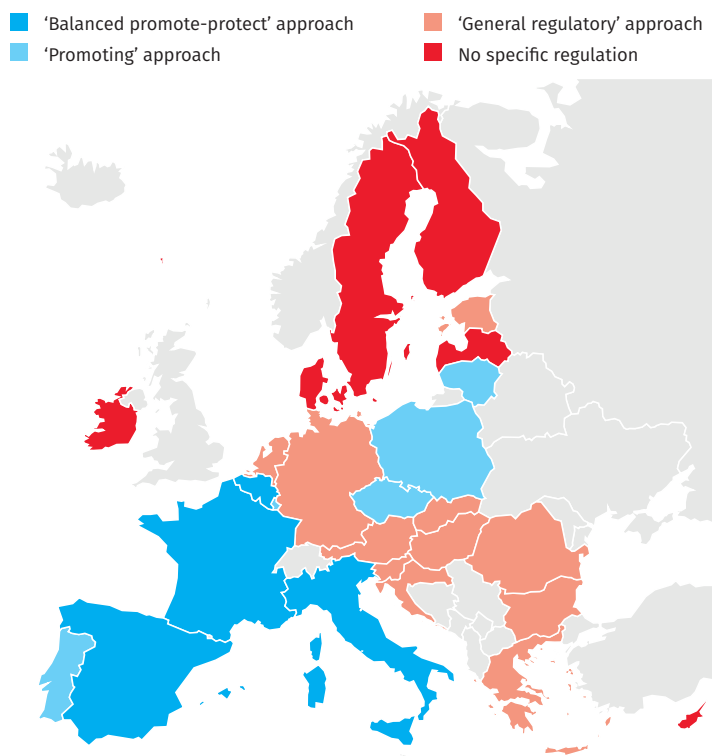 ‘Balanced promote-protect’ approach
‘General regulatory’ approach
‘Promoting’ approach
No specific regulation